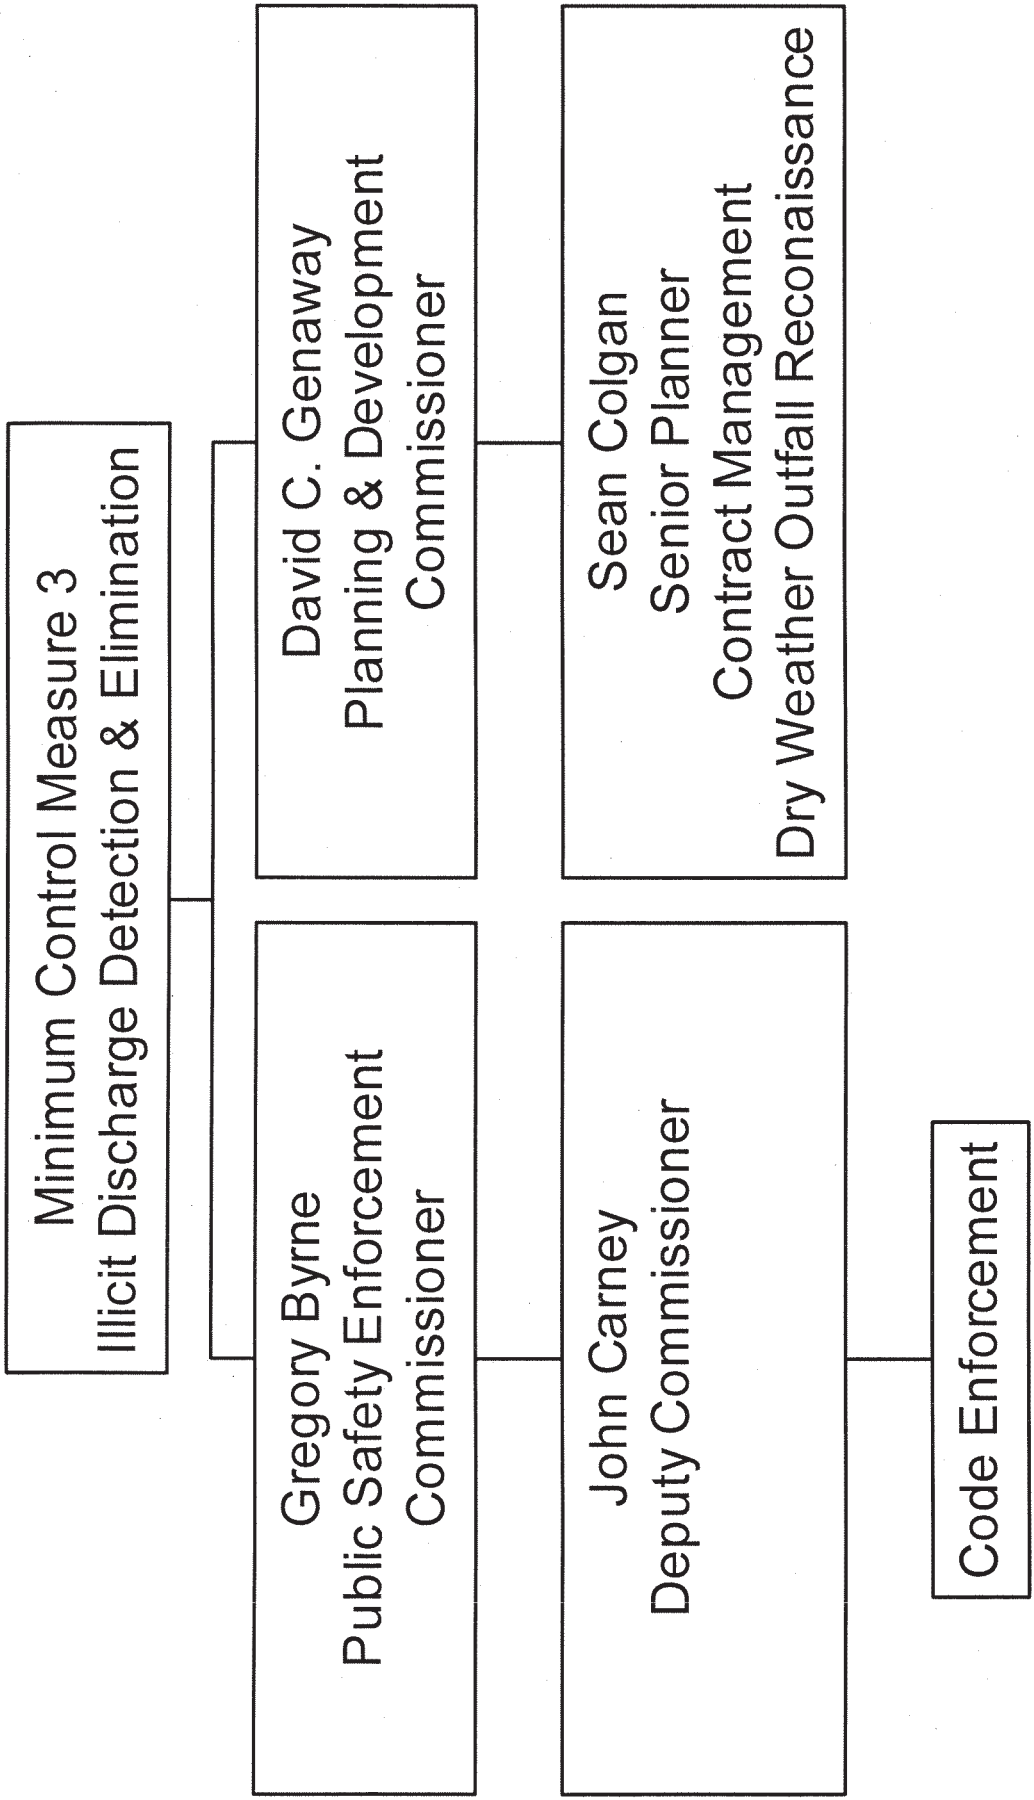 Minimum Control Measure 3
Illicit Discharge Detection & Elimination
Gregory Byrne
Public Safety Enforcement
Commissioner
David C. Genaway
Planning & Development
Commissioner
John Carney
Deputy Commissioner
Sean Colgan
Senior Planner
Contract Management
Dry Weather Outfall Reconaissance
Code Enforcement